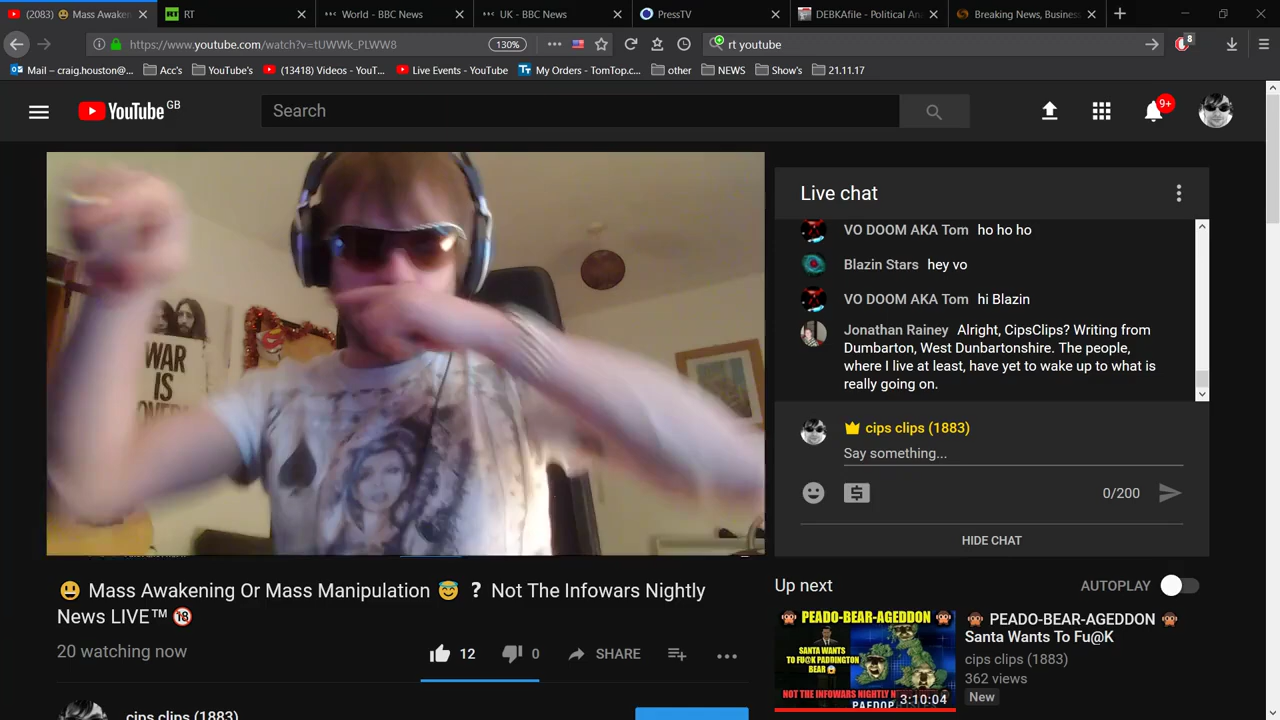 (2083) 😃 Mass Awaken
RT
World - BBC News
UK - BBC News
PressTV
DEBKAfile - Political An
Breaking News, Business
https://www.youtube.com/watch?v=tUWWk_PLWW8
130%
rt youtube
8
Mail – craig.houston@...
Acc's
YouTube's
(13418) Videos - YouT...
Live Events - YouTube
My Orders - TomTop.c...
other
NEWS
Show's
21.11.17
YouTube GB
Search
9+
WAR
IS
OVER
Live chat
VO DOOM AKA Tom ho ho ho
Blazin Stars hey vo
VO DOOM AKA Tom hi Blazin
Jonathan Rainey Alright, CipsClips? Writing from
Dumbarton, West Dunbartonshire. The people,
where I live at least, have yet to wake up to what is
really going on.
cips clips (1883)
Say something...
0/200
HIDE CHAT
😃 Mass Awakening Or Mass Manipulation 😇 ? Not The Infowars Nightly
News LIVE™ 🔞
20 watching now
12
0
SHARE
cips clips (1883)
Up next
AUTOPLAY
🙊 PEADO-BEAR-AGEDDON 🙊
SANTA WANTS
TO FU@K
PADDINGTON
BEAR
NOT THE INFOWARS NIGHTLY N
3:10:04
🙊 PEADO-BEAR-AGEDDON 🙊
Santa Wants To Fu@K
cips clips (1883)
362 views
New